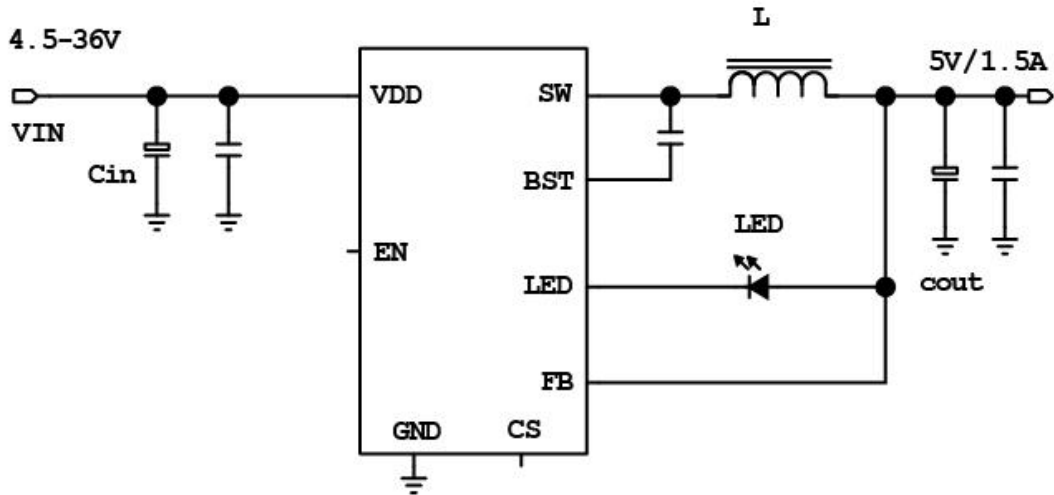 4.5-36V
VIN
Cin
VDD
EN
GND
CS
SW
BST
LED
FB
L
LED
5V/1.5A
cout